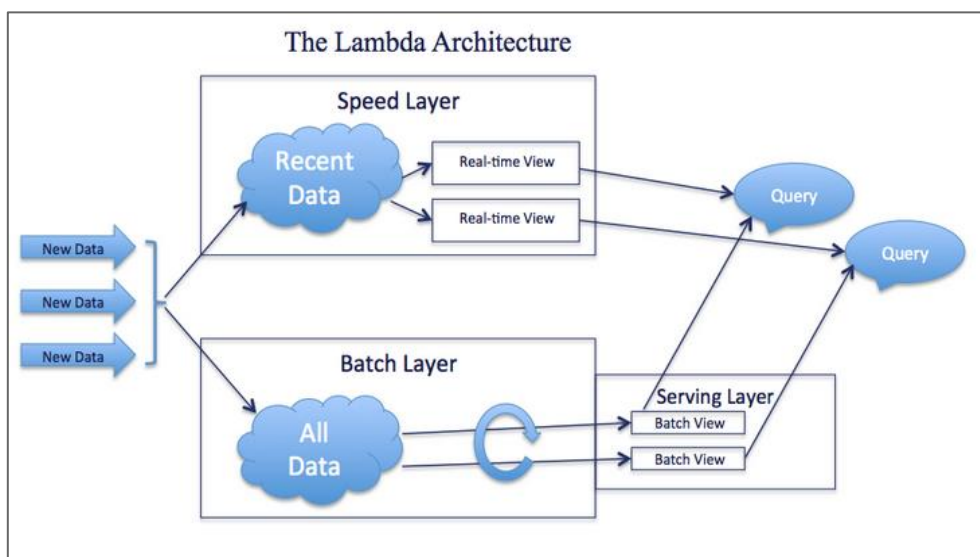 The Lambda Architecture
Speed Layer
Recent
Data
Real-time View
Real-time View
Query
Query
New Data
New Data
New Data
Batch Layer
All
Data
Serving Layer
Batch View
Batch View